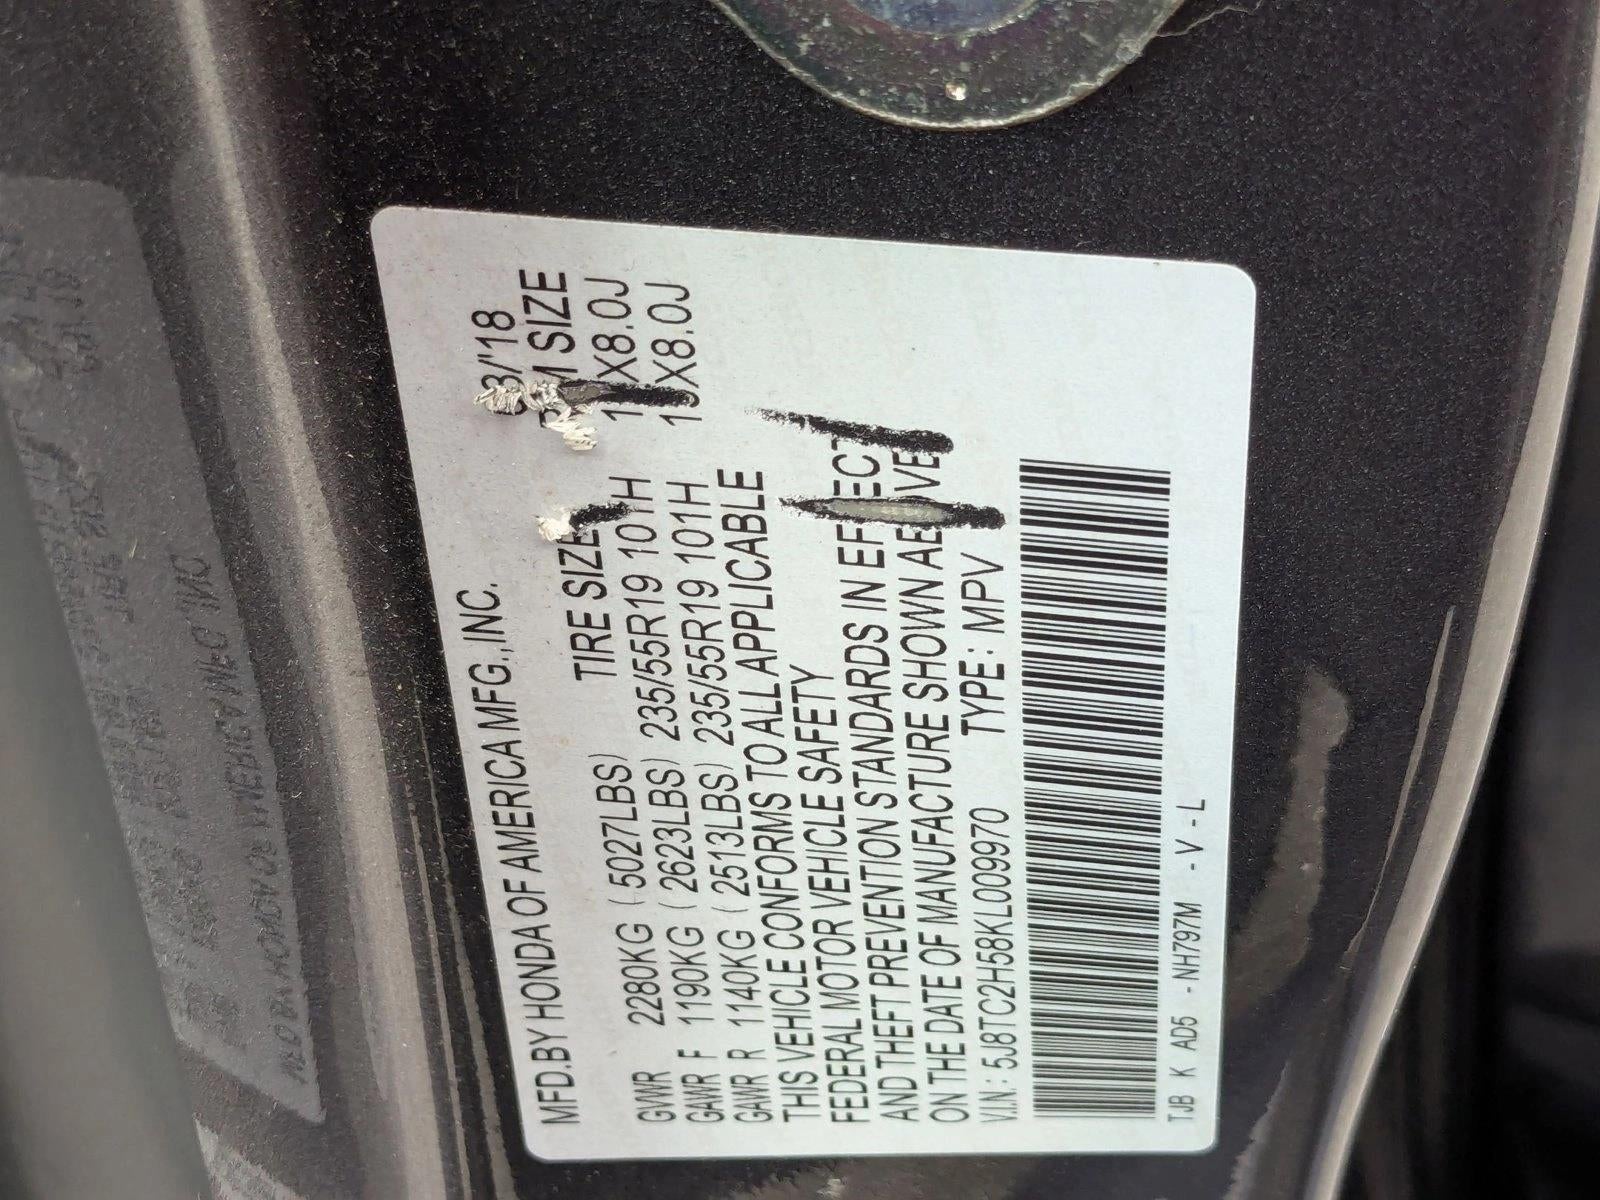 MFD.BY HONDA OF AMERICA MFG.,INC. /'18
TIRE SIZE SIZE
GVWR 2280KG ( 5027LBS) 235/55R19 101H X8.0J
GAWR F 1190KG ( 2623LBS) 235/55R19 101H X8.0J
GAWR R 1140KG ( 2513LBS)
THIS VEHICLE CONFORMS TO ALL APPLICABLE
FEDERAL MOTOR VEHICLE SAFETY
AND THEFT PREVENTION STANDARDS IN EFFECT
ON THE DATE OF MANUFACTURE SHOWN ABOVE
V.I.N.: 5J8TC2H58KL009970 TYPE: MPV
TJB K AD5 -NH797M -V -L